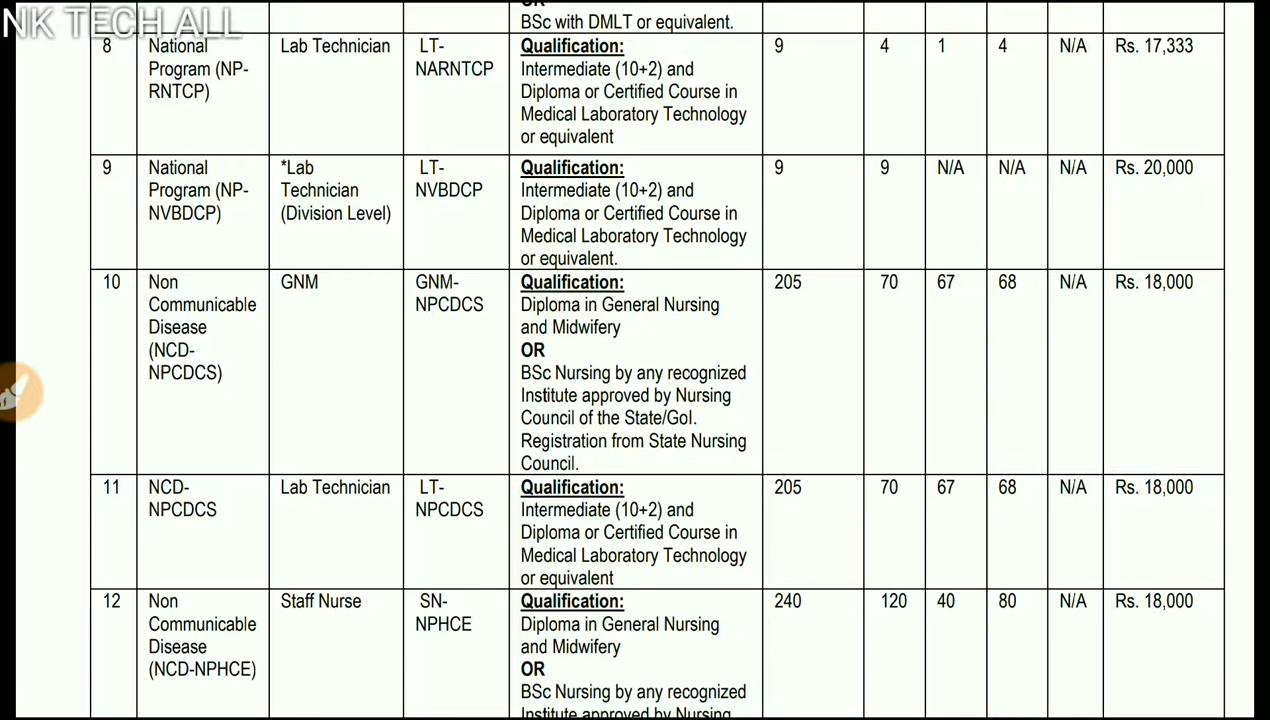 NK TECH ALL
OR
BSc with DMLT or equivalent.
8 National Lab Technician LT- Qualification: 9 4 1 4 N/A Rs. 17,333
Program (NP- NARNTCP Intermediate (10+2) and
RNTCP) Diploma or Certified Course in
Medical Laboratory Technology
or equivalent
9 National *Lab LT- Qualification: 9 9 N/A N/A N/A Rs. 20,000
Program (NP- Technician NVBDCP Intermediate (10+2) and
NVBDCP) (Division Level) Diploma or Certified Course in
Medical Laboratory Technology
or equivalent.
10 Non GNM GNM- Qualification: 205 70 67 68 N/A Rs. 18,000
Communicable NPCDCS Diploma in General Nursing
Disease and Midwifery
(NCD- OR
NPCDCS) BSc Nursing by any recognized
Institute approved by Nursing
Council of the State/GoI.
Registration from State Nursing
Council.
11 NCD- Lab Technician LT- Qualification: 205 70 67 68 N/A Rs. 18,000
NPCDCS NPCDCS Intermediate (10+2) and
Diploma or Certified Course in
Medical Laboratory Technology
or equivalent
12 Non Staff Nurse SN- Qualification: 240 120 40 80 N/A Rs. 18,000
Communicable NPHCE Diploma in General Nursing
Disease and Midwifery
(NCD-NPHCE) OR
BSc Nursing by any recognized
Institute approved by Nursing